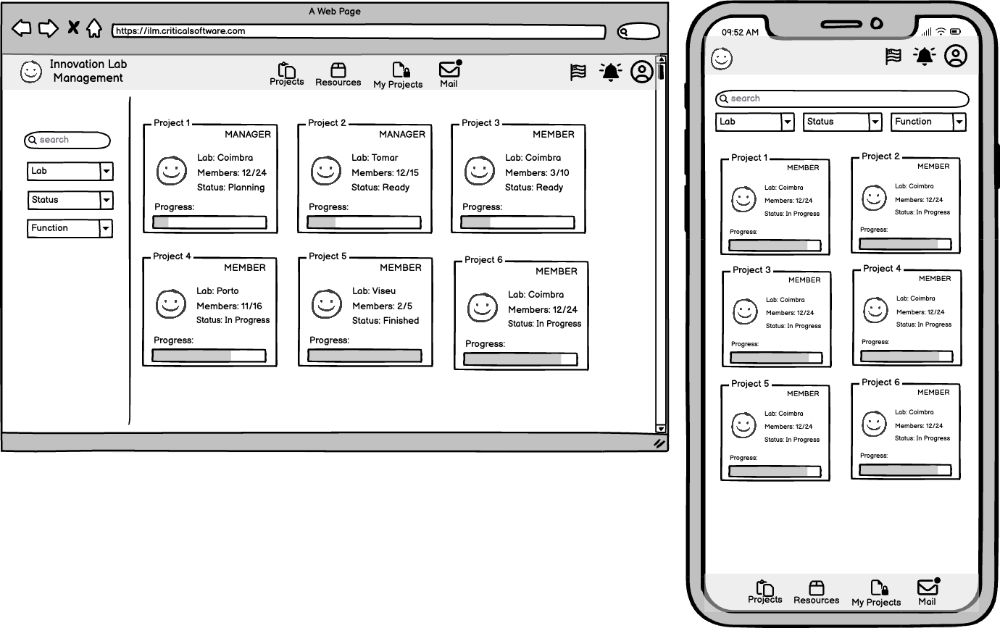 A Web Page
https://ilm.criticalsoftware.com
Innovation Lab
Management
Projects
Resources
My Projects
Mail
search
Lab
Status
Function
Project 1
MANAGER
Lab: Coimbra
Members: 12/24
Status: Planning
Progress:
Project 2
MANAGER
Lab: Tomar
Members: 12/15
Status: Ready
Progress:
Project 3
MEMBER
Lab: Coimbra
Members: 3/10
Status: Ready
Progress:
Project 4
MEMBER
Lab: Porto
Members: 11/16
Status: In Progress
Progress:
Project 5
MEMBER
Lab: Viseu
Members: 2/5
Status: Finished
Progress:
Project 6
MEMBER
Lab: Coimbra
Members: 12/24
Status: In Progress
Progress:
09:52 AM
search
Lab
Status
Function
Project 1
MEMBER
Lab: Coimbra
Members: 12/24
Status: In Progress
Progress:
Project 2
MEMBER
Lab: Coimbra
Members: 12/24
Status: In Progress
Progress:
Project 3
MEMBER
Lab: Coimbra
Members: 12/24
Status: In Progress
Progress:
Project 4
MEMBER
Lab: Coimbra
Members: 12/24
Status: In Progress
Progress:
Project 5
MEMBER
Lab: Coimbra
Members: 12/24
Status: In Progress
Progress:
Project 6
MEMBER
Lab: Coimbra
Members: 12/24
Status: In Progress
Progress:
Projects
Resources
My Projects
Mail